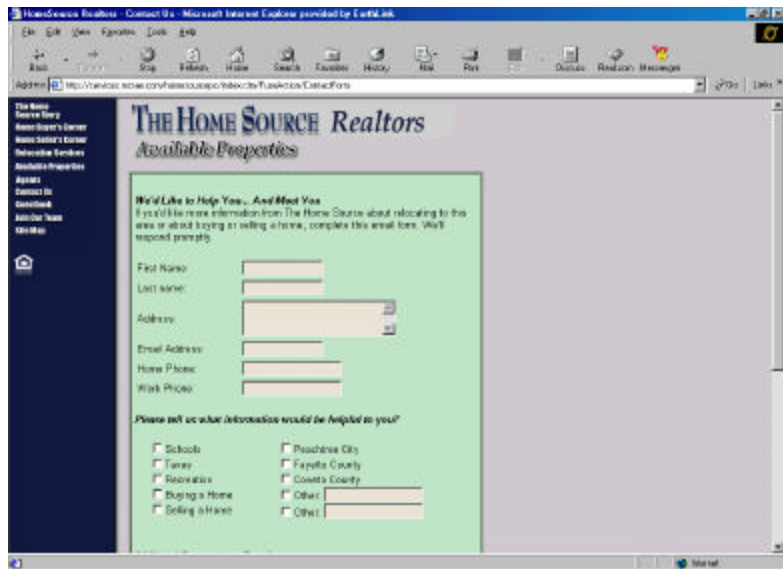 HomeSource Realtors - Contact Us - Microsoft Internet Explorer provided by EarthLink
File Edit View Favorites Tools Help
Back Stop Refresh Home Search Favorites History Mail Print Discuss Realcom Messenger
Address Go Links
The Home
Source Story
Home Buyer's Corner
Home Seller's Corner
Relocation Services
Available Properties
Agents
Contact Us
Guestbook
Join Our Team
Site Map
THE HOME SOURCE Realtors
Available Properties
We'd Like to Help You... And Meet You
If you'd like more information from The Home Source about relocating to this
area or about buying or selling a home, complete this email form. We'll
respond promptly.
First Name:
Last name:
Address:
Email Address:
Home Phone:
Work Phone:
Please tell us what information would be helpful to you?
Schools Peachtree City
Taxes Fayette County
Recreation Coweta County
Buying a Home Other:
Selling a Home Other:
Internet